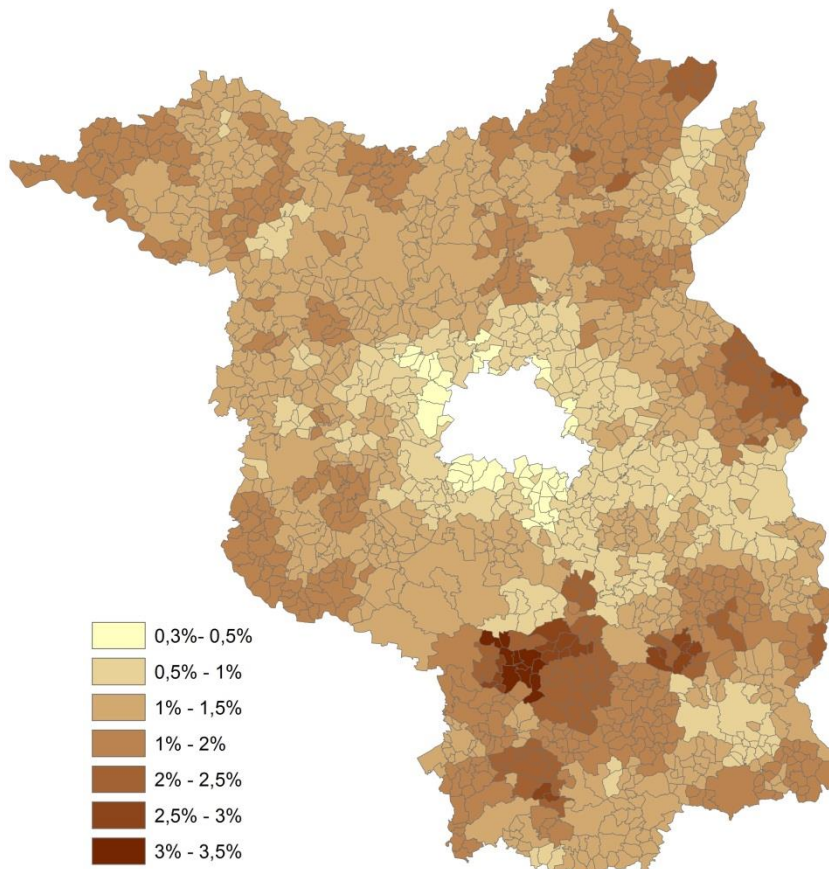 0,3%- 0,5%
0,5% - 1%
1% - 1,5%
1% - 2%
2% - 2,5%
2,5% - 3%
3% - 3,5%